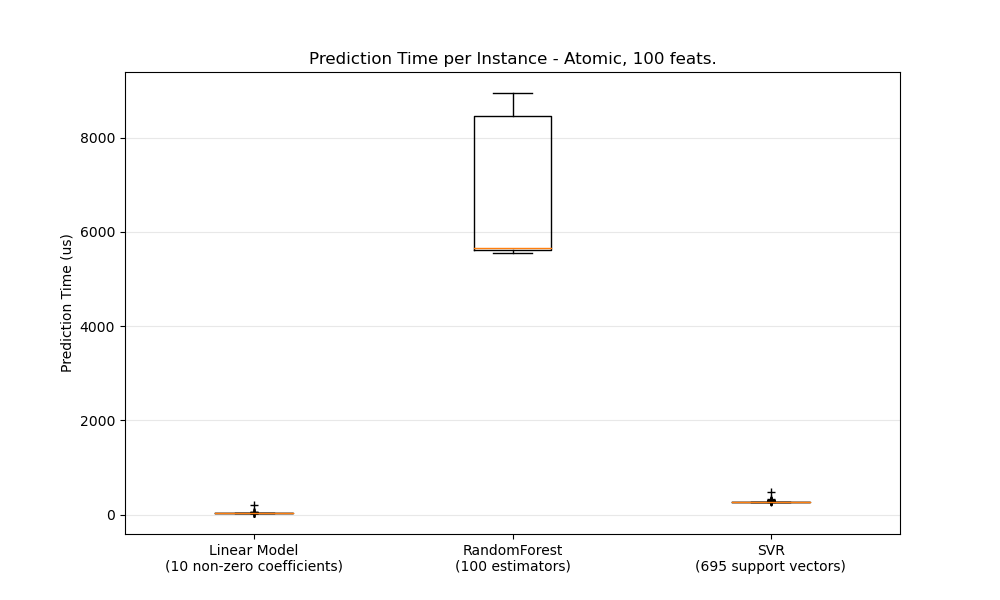 Prediction Time per Instance - Atomic, 100 feats.
Prediction Time (us)
8000
6000
4000
2000
0
Linear Model
(10 non-zero coefficients)
RandomForest
(100 estimators)
SVR
(695 support vectors)